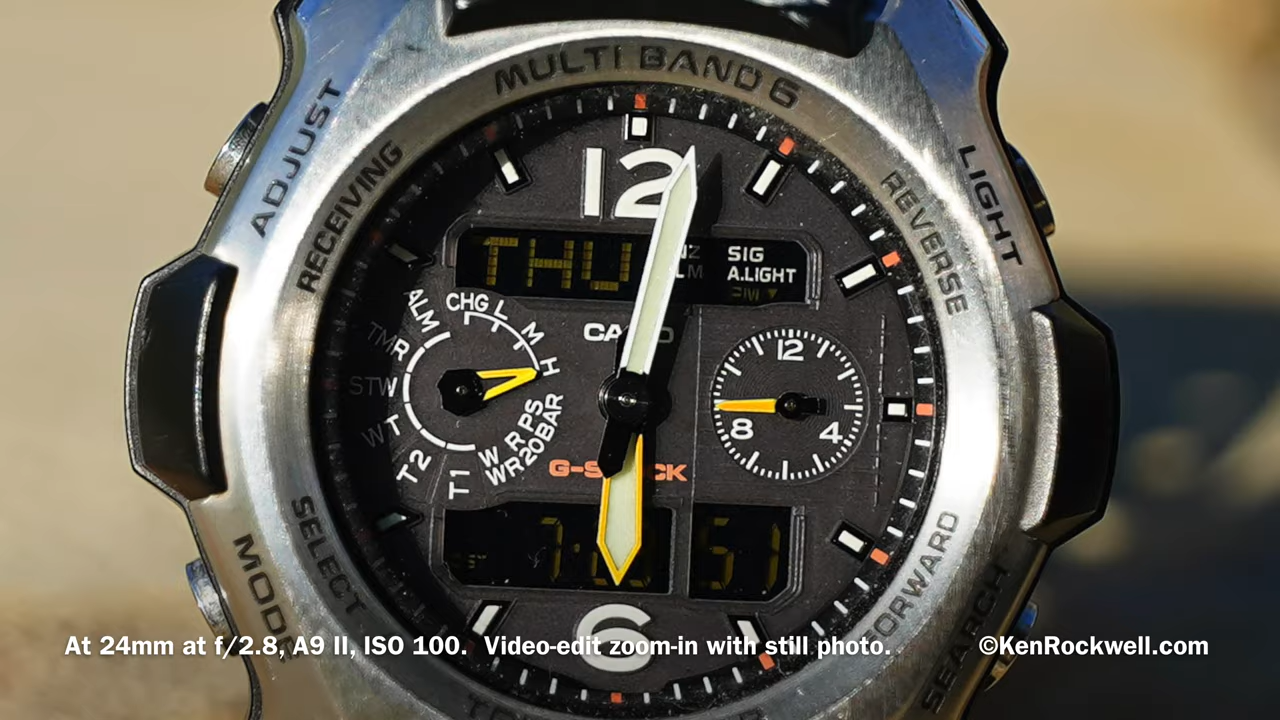 MULTI BAND 6
ADJUST
RECEIVING
LIGHT
REVERSE
12
THU
SIG
A.LIGHT
CHG L M H
ALM
TMR
STW
WT
T2
T1
W R PS
WR20BAR
12
8 4
G-SHOCK
51
6
SELECT
MODE
FORWARD
SEARCH
At 24mm at f/2.8, A9 II, ISO 100. Video-edit zoom-in with still photo.
©KenRockwell.com